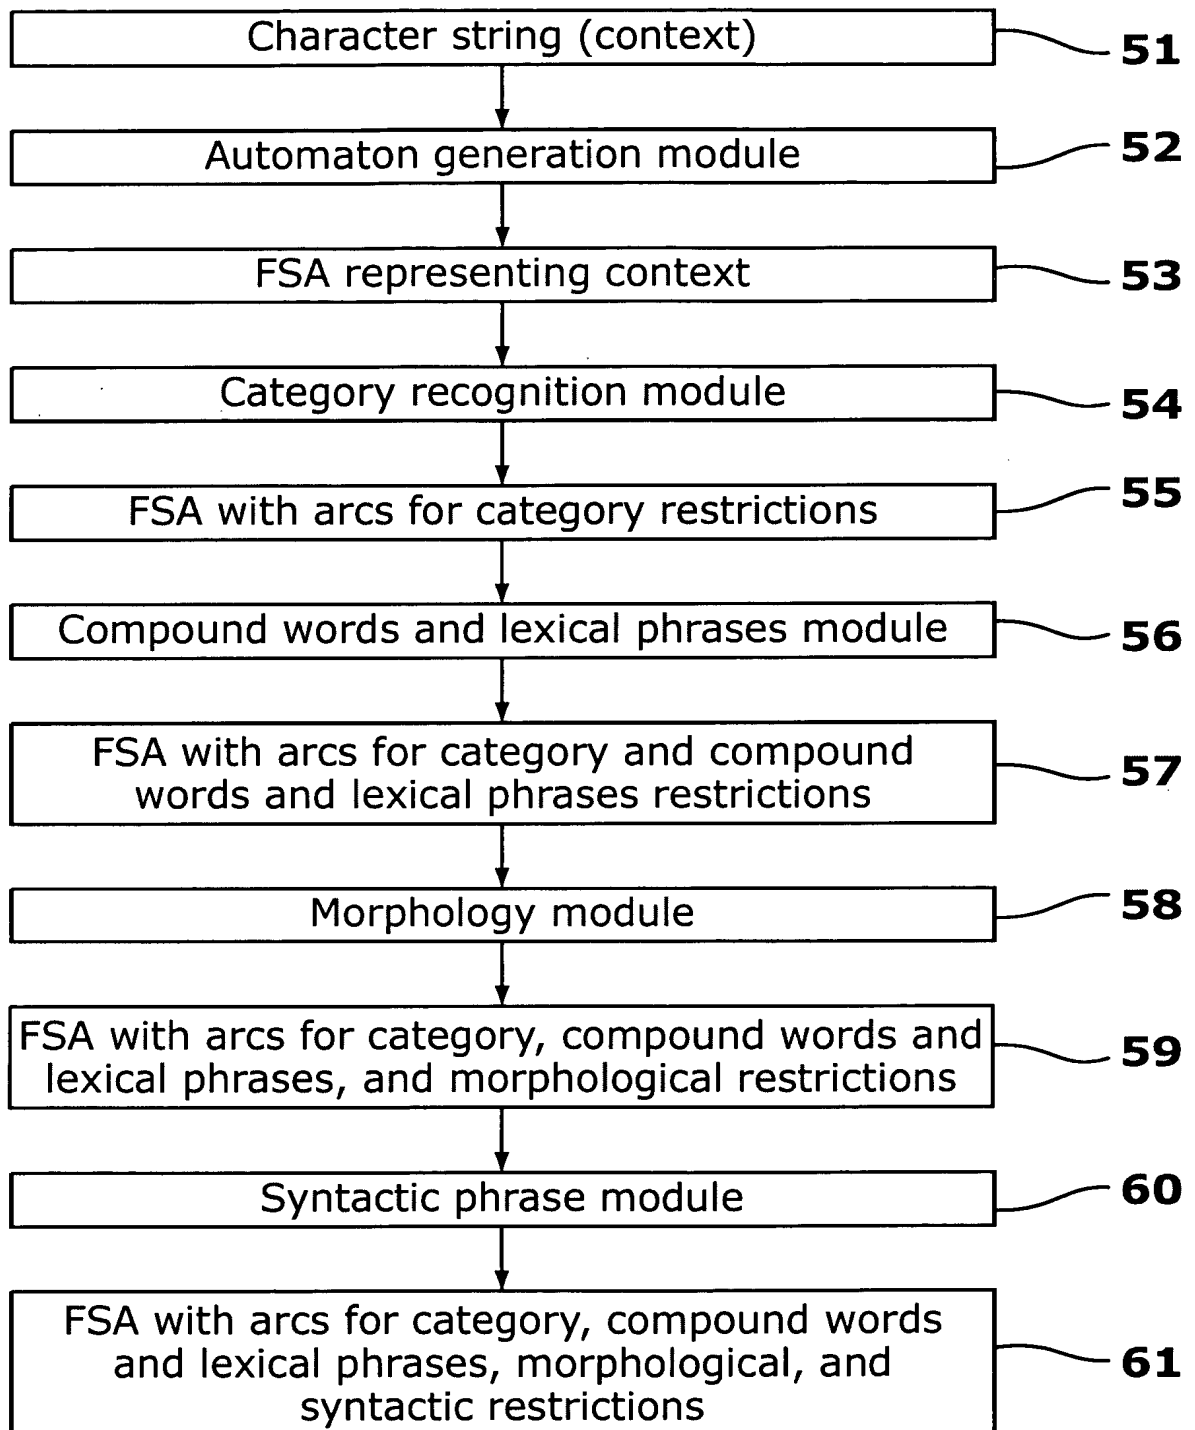 Character string (context)
51
Automaton generation module
52
FSA representing context
53
Category recognition module
54
FSA with arcs for category restrictions
55
Compound words and lexical phrases module
56
FSA with arcs for category and compound
words and lexical phrases restrictions
57
Morphology module
58
FSA with arcs for category, compound words and
lexical phrases, and morphological restrictions
59
Syntactic phrase module
60
FSA with arcs for category, compound words
and lexical phrases, morphological, and
syntactic restrictions
61